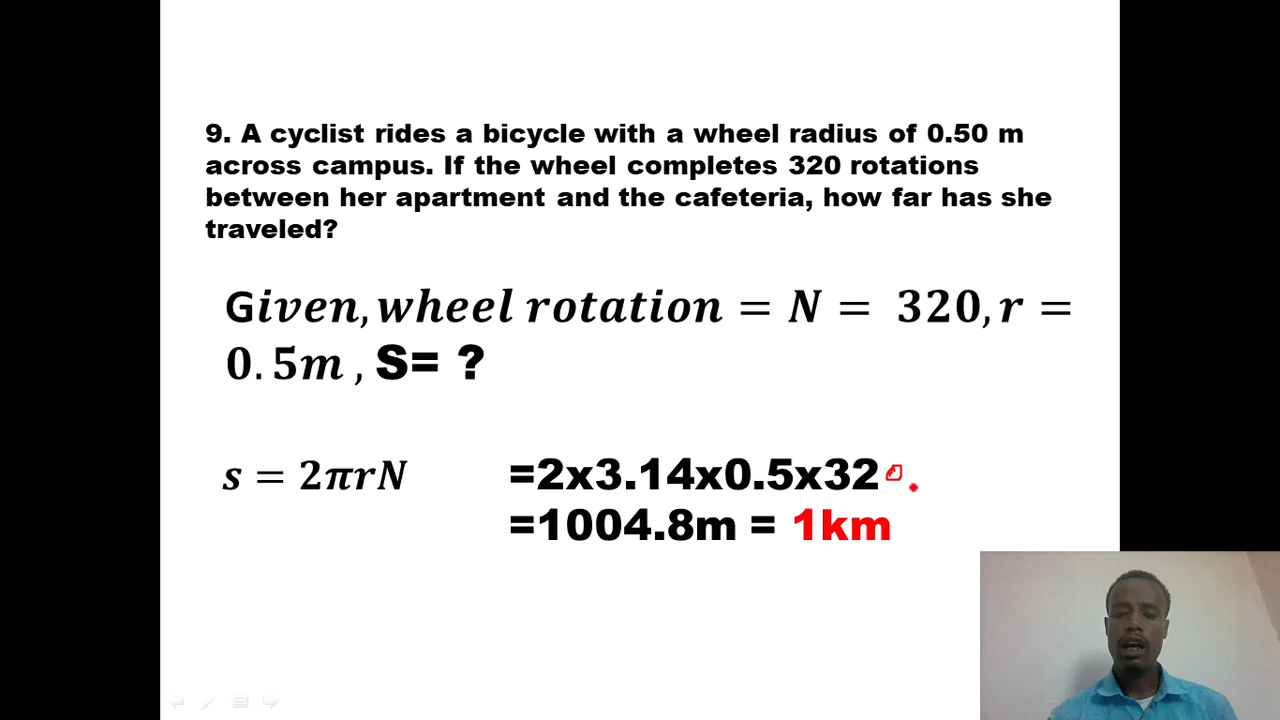 9. A cyclist rides a bicycle with a wheel radius of 0.50 m
across campus. If the wheel completes 320 rotations
between her apartment and the cafeteria, how far has she
traveled?
Given, wheel rotation = N = 320, r =
0.5m , S= ?
s = 2πrN =2x3.14x0.5x320
=1004.8m = 1km